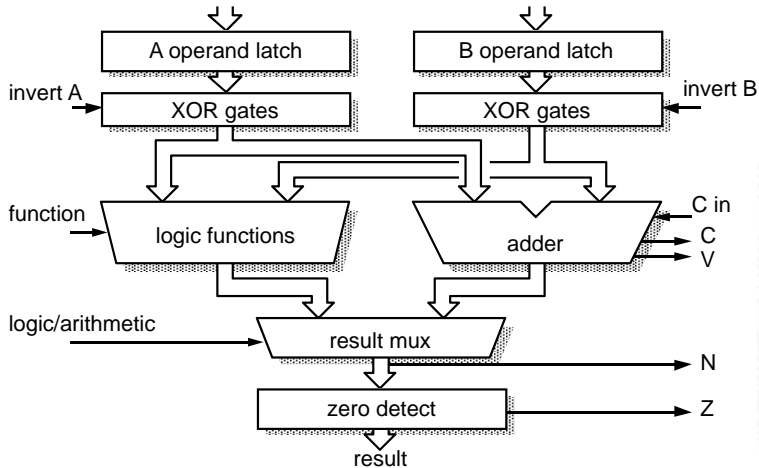 A operand latch
B operand latch
invert A
invert B
XOR gates
XOR gates
function
C in
logic functions
adder
C
V
logic/arithmetic
result mux
N
zero detect
Z
result